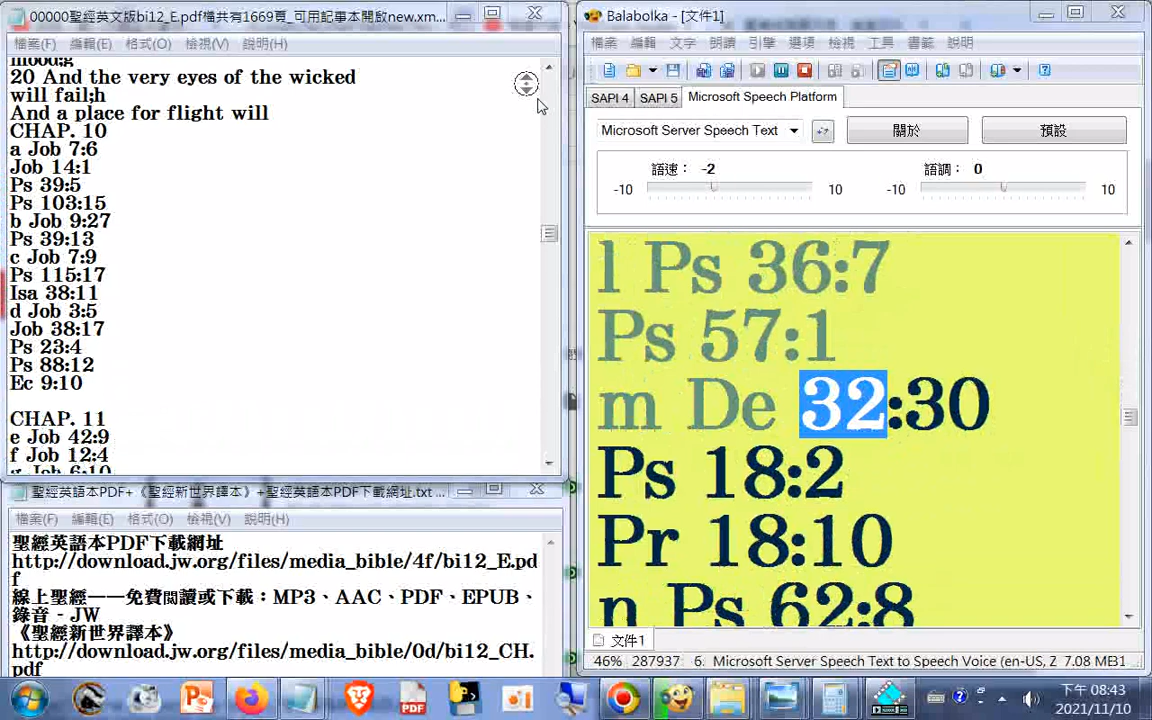 00000聖經英文版bi12_E.pdf檔共有1669頁_可用記事本開啟new.xm...
檔案(F) 編輯(E) 格式(O) 檢視(V) 說明(H)
mood;g
20 And the very eyes of the wicked
will fail;h
And a place for flight will
CHAP. 10
a Job 7:6
Job 14:1
Ps 39:5
Ps 103:15
b Job 9:27
Ps 39:13
c Job 7:9
Ps 115:17
Isa 38:11
d Job 3:5
Job 38:17
Ps 23:4
Ps 88:12
Ec 9:10
CHAP. 11
e Job 42:9
f Job 12:4
g Job 6:10
聖經英語本PDF+《聖經新世界譯本》+聖經英語本PDF下載網址.txt ...
檔案(F) 編輯(E) 格式(O) 檢視(V) 說明(H)
聖經英語本PDF下載網址
http://download.jw.org/files/media_bible/4f/bi12_E.pd
f
線上聖經——免費閱讀或下載：MP3、AAC、PDF、EPUB、
錄音 - JW
《聖經新世界譯本》
http://download.jw.org/files/media_bible/0d/bi12_CH.
pdf
Balabolka - [文件1]
檔案 編輯 文字 朗讀 引擎 選項 檢視 工具 書籤 說明
SAPI 4 SAPI 5 Microsoft Speech Platform
Microsoft Server Speech Text 關於 預設
語速： -2 語調： 0
-10 10 -10 10
l Ps 36:7
Ps 57:1
m De 32:30
Ps 18:2
Pr 18:10
n Ps 62:8
文件1
46% 287937 6. Microsoft Server Speech Text to Speech Voice (en-US, Z 7.08 MB1
下午 08:43
2021/11/10